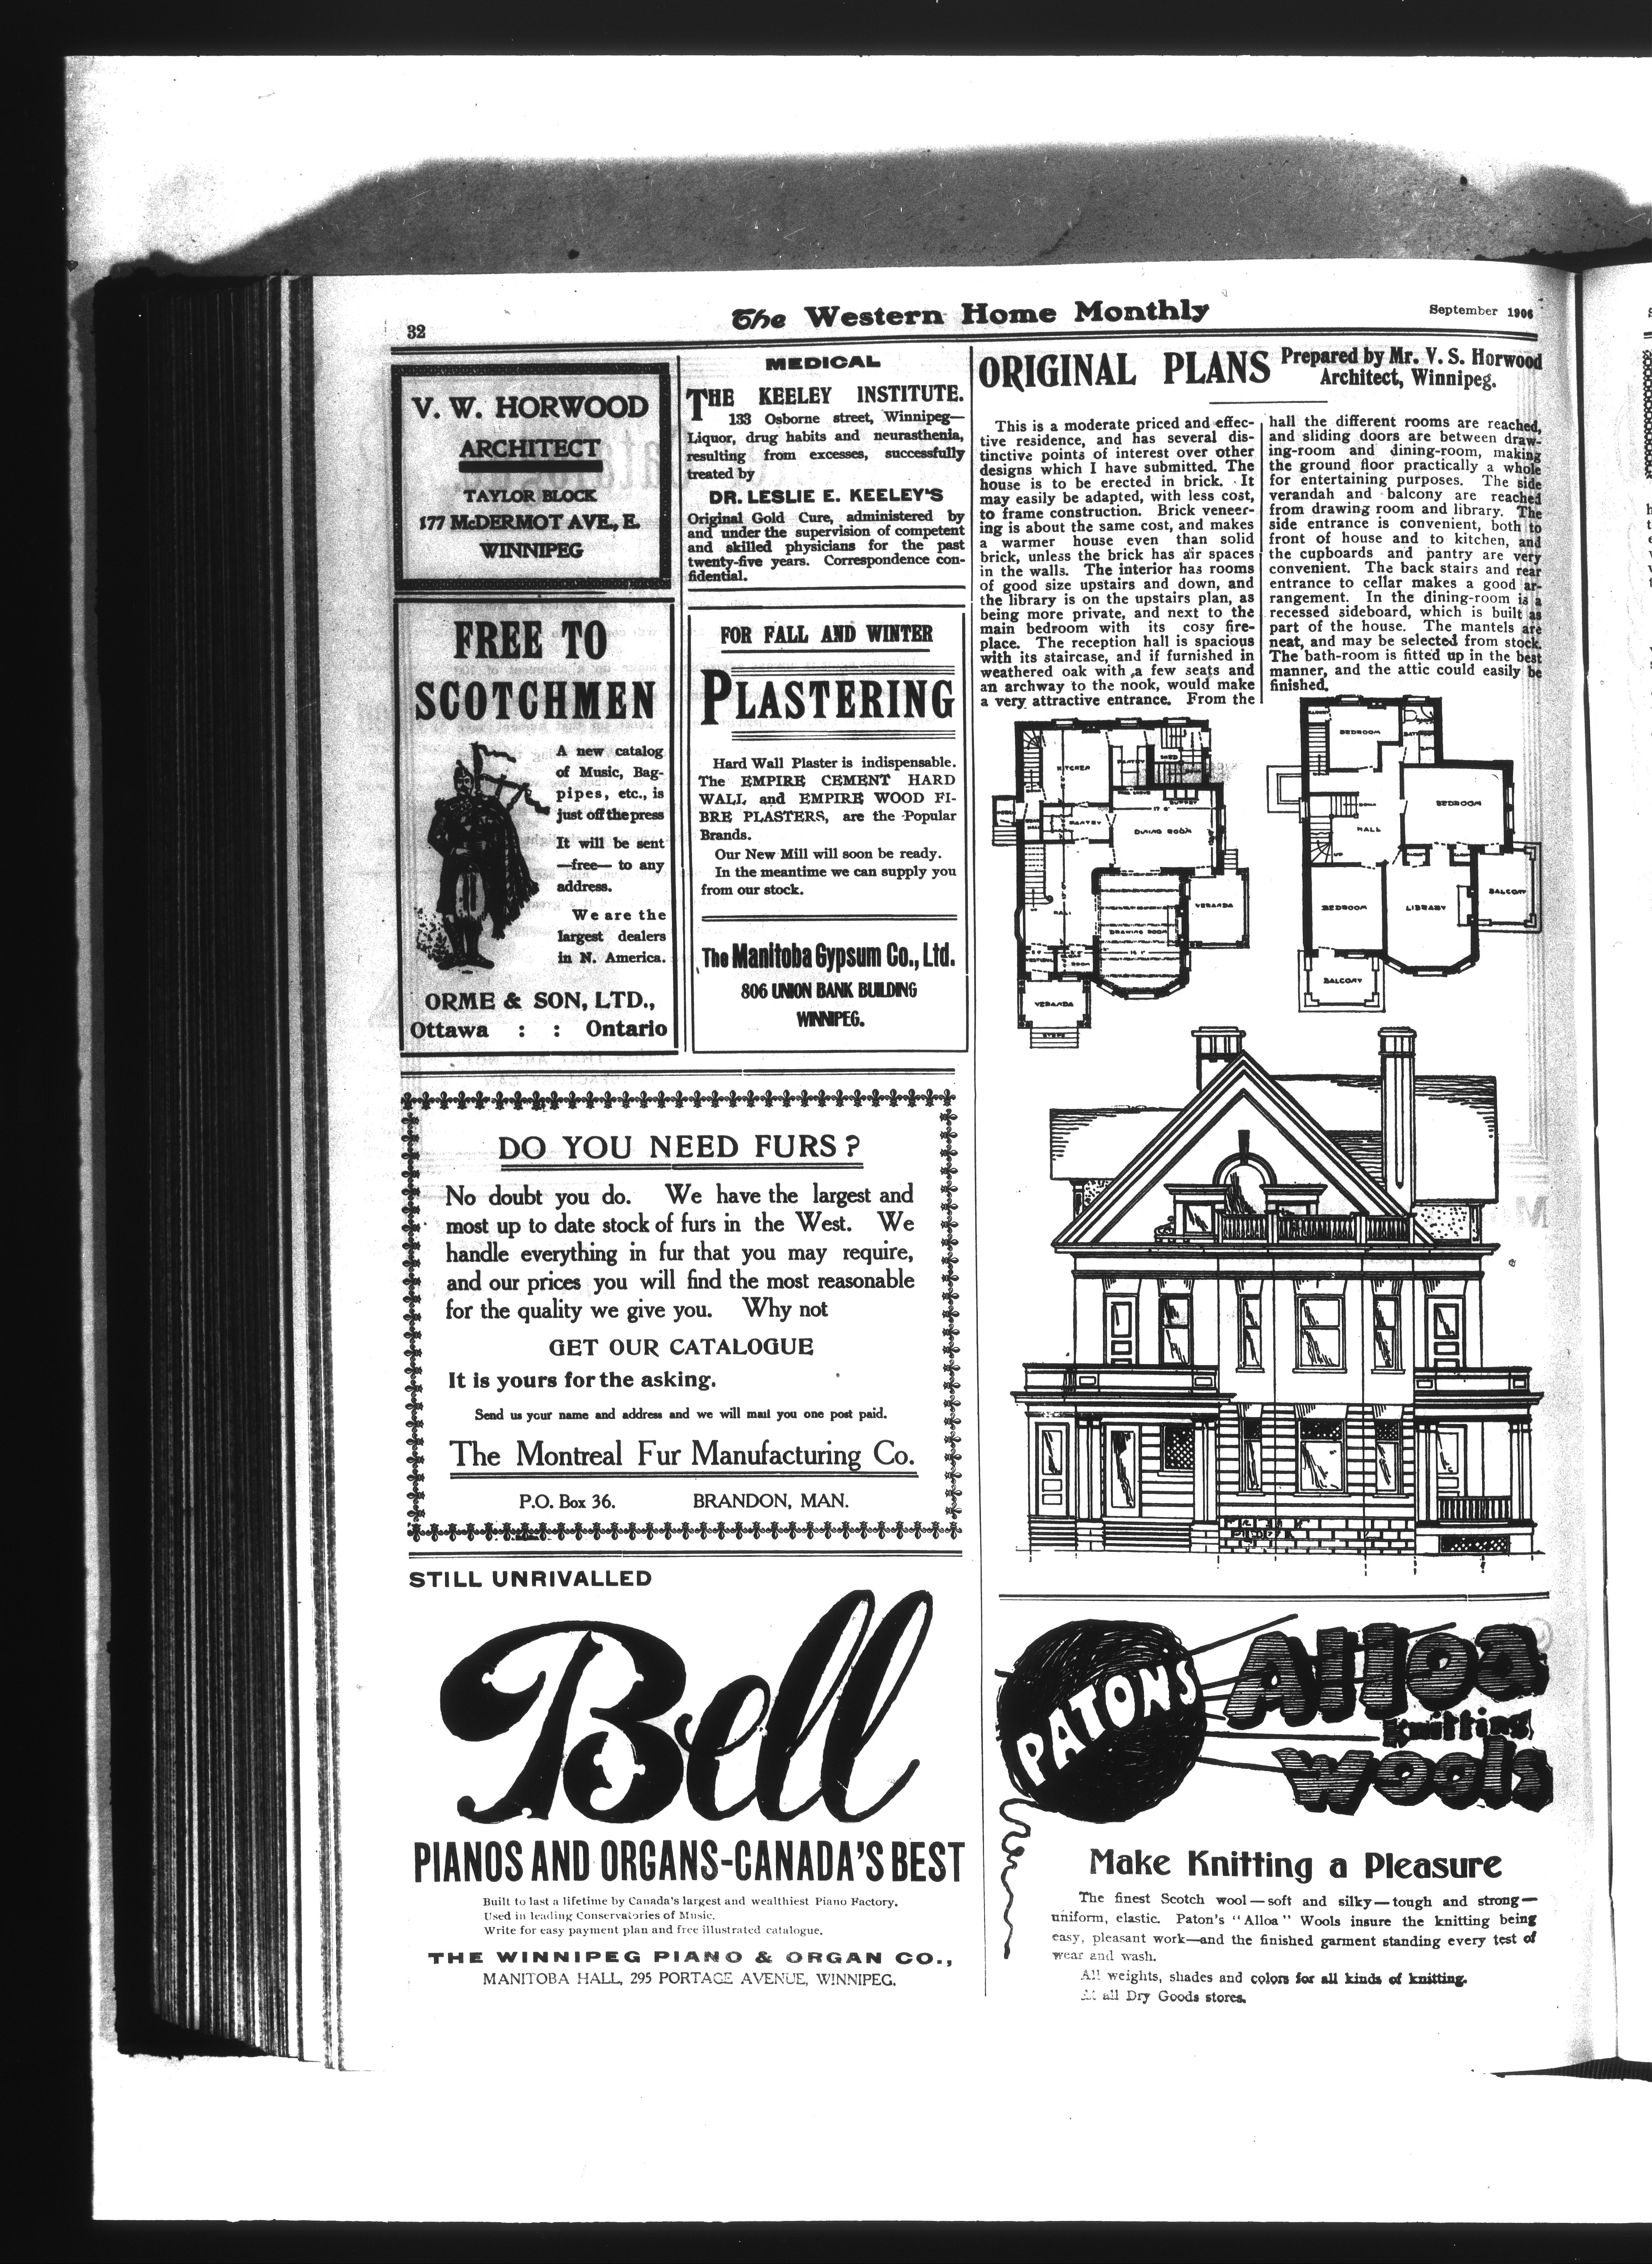 32
The Western Home Monthly
September 1906
V. W. HORWOOD
ARCHITECT
TAYLOR BLOCK
177 McDERMOT AVE., E.
WINNIPEG
FREE TO
SCOTCHMEN
A new catalog
of Music, Bag-
pipes, etc., is
just off the press
It will be sent
—free— to any
address.
We are the
largest dealers
in N. America.
ORME & SON, LTD.,
Ottawa : : Ontario
MEDICAL
THE KEELEY INSTITUTE.
133 Osborne street, Winnipeg—
Liquor, drug habits and neurasthenia,
resulting from excesses, successfully
treated by
DR. LESLIE E. KEELEY'S
Original Gold Cure, administered by
and under the supervision of competent
and skilled physicians for the past
twenty-five years. Correspondence con-
fidential.
FOR FALL AND WINTER
PLASTERING
Hard Wall Plaster is indispensable.
The EMPIRE CEMENT HARD
WALL and EMPIRE WOOD FI-
BRE PLASTERS, are the Popular
Brands.
Our New Mill will soon be ready.
In the meantime we can supply you
from our stock.
The Manitoba Gypsum Co., Ltd.
806 UNION BANK BUILDING
WINNIPEG.
DO YOU NEED FURS?
No doubt you do. We have the largest and
most up to date stock of furs in the West. We
handle everything in fur that you may require,
and our prices you will find the most reasonable
for the quality we give you. Why not
GET OUR CATALOGUE
It is yours for the asking.
Send us your name and address and we will mail you one post paid.
The Montreal Fur Manufacturing Co.
P.O. Box 36. BRANDON, MAN.
STILL UNRIVALLED
Bell
PIANOS AND ORGANS-CANADA'S BEST
Built to last a lifetime by Canada's largest and wealthiest Piano Factory.
Used in leading Conservatories of Music.
Write for easy payment plan and free illustrated catalogue.
THE WINNIPEG PIANO & ORGAN CO.,
MANITOBA HALL, 295 PORTAGE AVENUE, WINNIPEG.
ORIGINAL PLANS
Prepared by Mr. V. S. Horwood
Architect, Winnipeg.
This is a moderate priced and effec-
tive residence, and has several dis-
tinctive points of interest over other
designs which I have submitted. The
house is to be erected in brick. It
may easily be adapted, with less cost,
to frame construction. Brick veneer-
ing is about the same cost, and makes
a warmer house even than solid
brick, unless the brick has air spaces
in the walls. The interior has rooms
of good size upstairs and down, and
the library is on the upstairs plan, as
being more private, and next to the
main bedroom with its cosy fire-
place. The reception hall is spacious
with its staircase, and if furnished in
weathered oak with a few seats and
an archway to the nook, would make
a very attractive entrance. From the
hall the different rooms are reached,
and sliding doors are between draw-
ing-room and dining-room, making
the ground floor practically a whole
for entertaining purposes. The side
verandah and balcony are reached
from drawing room and library. The
side entrance is convenient, both to
front of house and to kitchen, and
the cupboards and pantry are very
convenient. The back stairs and rear
entrance to cellar makes a good ar-
rangement. In the dining-room is a
recessed sideboard, which is built as
part of the house. The mantels are
neat, and may be selected from stock.
The bath-room is fitted up in the best
manner, and the attic could easily be
finished.
KITCHEN
PANTRY
SHED
PANTRY
DINING ROOM
HALL
DRAWING ROOM
VERANDA
VERANDA
STEPS
BEDROOM
BEDROOM
HALL
BEDROOM
LIBRARY
BALCONY
BALCONY
PATONS
Alloa
Knitting
Wools
Make Knitting a Pleasure
The finest Scotch wool—soft and silky—tough and strong—
uniform, elastic. Paton's "Alloa" Wools insure the knitting being
easy, pleasant work—and the finished garment standing every test of
wear and wash.
All weights, shades and colors for all kinds of knitting.
At all Dry Goods stores.